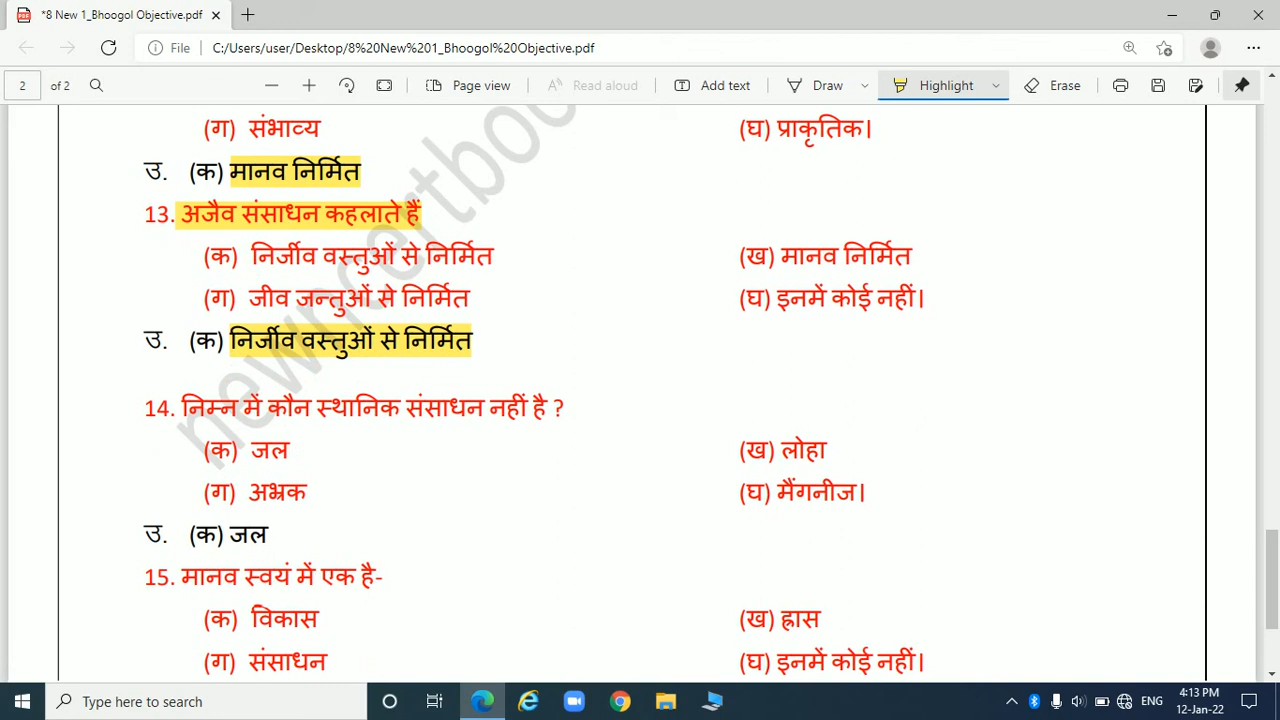 *8 New 1_Bhoogol Objective.pdf
File C:/Users/user/Desktop/8%20New%201_Bhoogol%20Objective.pdf
2 of 2 Page view Read aloud Add text Draw Highlight Erase
(ग) संभाव्य (घ) प्राकृतिक।
उ. (क) मानव निर्मित
13. अजैव संसाधन कहलाते हैं
(क) निर्जीव वस्तुओं से निर्मित (ख) मानव निर्मित
(ग) जीव जन्तुओं से निर्मित (घ) इनमें कोई नहीं।
उ. (क) निर्जीव वस्तुओं से निर्मित
14. निम्न में कौन स्थानिक संसाधन नहीं है ?
(क) जल (ख) लोहा
(ग) अभ्रक (घ) मैंगनीज।
उ. (क) जल
15. मानव स्वयं में एक है-
(क) विकास (ख) ह्रास
(ग) संसाधन (घ) इनमें कोई नहीं।
newncertboo
Type here to search ENG 4:13 PM
12-Jan-22